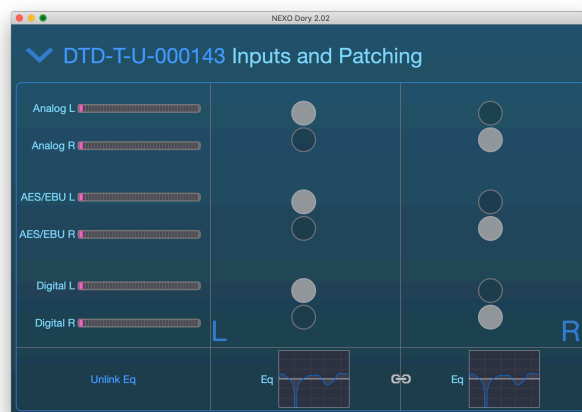 NEXO Dory 2.02
DTD-T-U-000143 Inputs and Patching
Analog L
Analog R
AES/EBU L
AES/EBU R
Digital L
Digital R
L
R
Unlink Eq
Eq
Eq